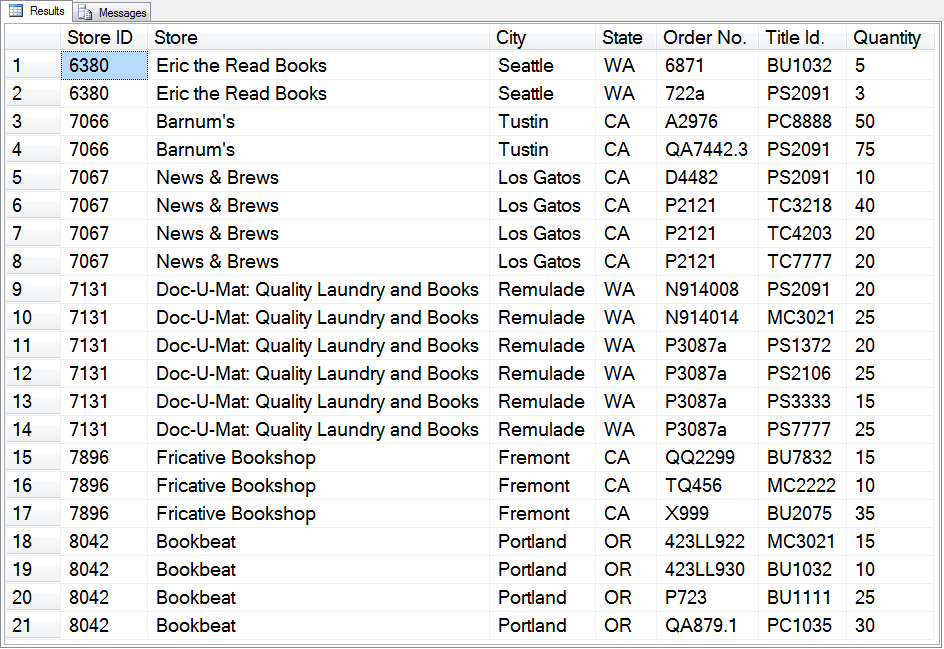 Results Messages
Store ID Store City State Order No. Title Id. Quantity
1 6380 Eric the Read Books Seattle WA 6871 BU1032 5
2 6380 Eric the Read Books Seattle WA 722a PS2091 3
3 7066 Barnum's Tustin CA A2976 PC8888 50
4 7066 Barnum's Tustin CA QA7442.3 PS2091 75
5 7067 News & Brews Los Gatos CA D4482 PS2091 10
6 7067 News & Brews Los Gatos CA P2121 TC3218 40
7 7067 News & Brews Los Gatos CA P2121 TC4203 20
8 7067 News & Brews Los Gatos CA P2121 TC7777 20
9 7131 Doc-U-Mat: Quality Laundry and Books Remulade WA N914008 PS2091 20
10 7131 Doc-U-Mat: Quality Laundry and Books Remulade WA N914014 MC3021 25
11 7131 Doc-U-Mat: Quality Laundry and Books Remulade WA P3087a PS1372 20
12 7131 Doc-U-Mat: Quality Laundry and Books Remulade WA P3087a PS2106 25
13 7131 Doc-U-Mat: Quality Laundry and Books Remulade WA P3087a PS3333 15
14 7131 Doc-U-Mat: Quality Laundry and Books Remulade WA P3087a PS7777 25
15 7896 Fricative Bookshop Fremont CA QQ2299 BU7832 15
16 7896 Fricative Bookshop Fremont CA TQ456 MC2222 10
17 7896 Fricative Bookshop Fremont CA X999 BU2075 35
18 8042 Bookbeat Portland OR 423LL922 MC3021 15
19 8042 Bookbeat Portland OR 423LL930 BU1032 10
20 8042 Bookbeat Portland OR P723 BU1111 25
21 8042 Bookbeat Portland OR QA879.1 PC1035 30